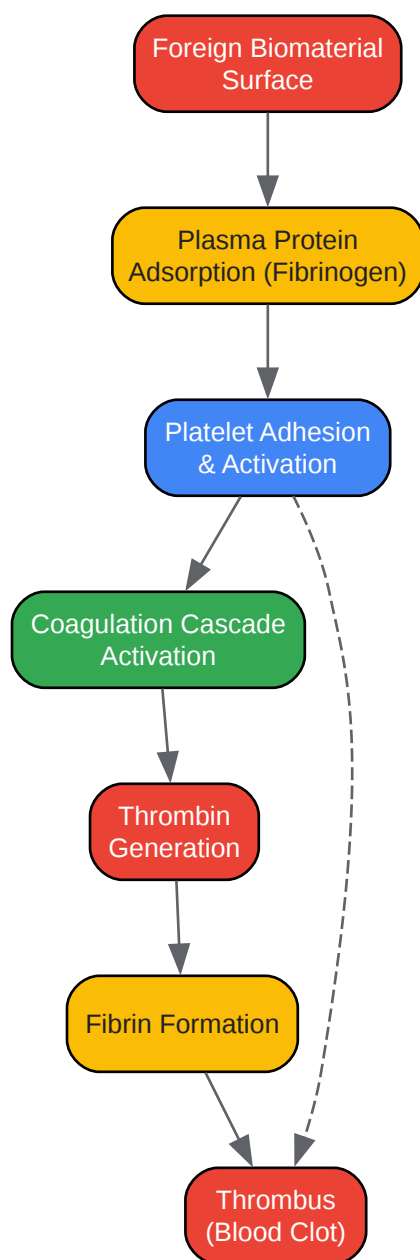 Foreign Biomaterial
Surface
Plasma Protein
Adsorption (Fibrinogen)
Platelet Adhesion
& Activation
Coagulation Cascade
Activation
Thrombin
Generation
Fibrin Formation
Thrombus
(Blood Clot)